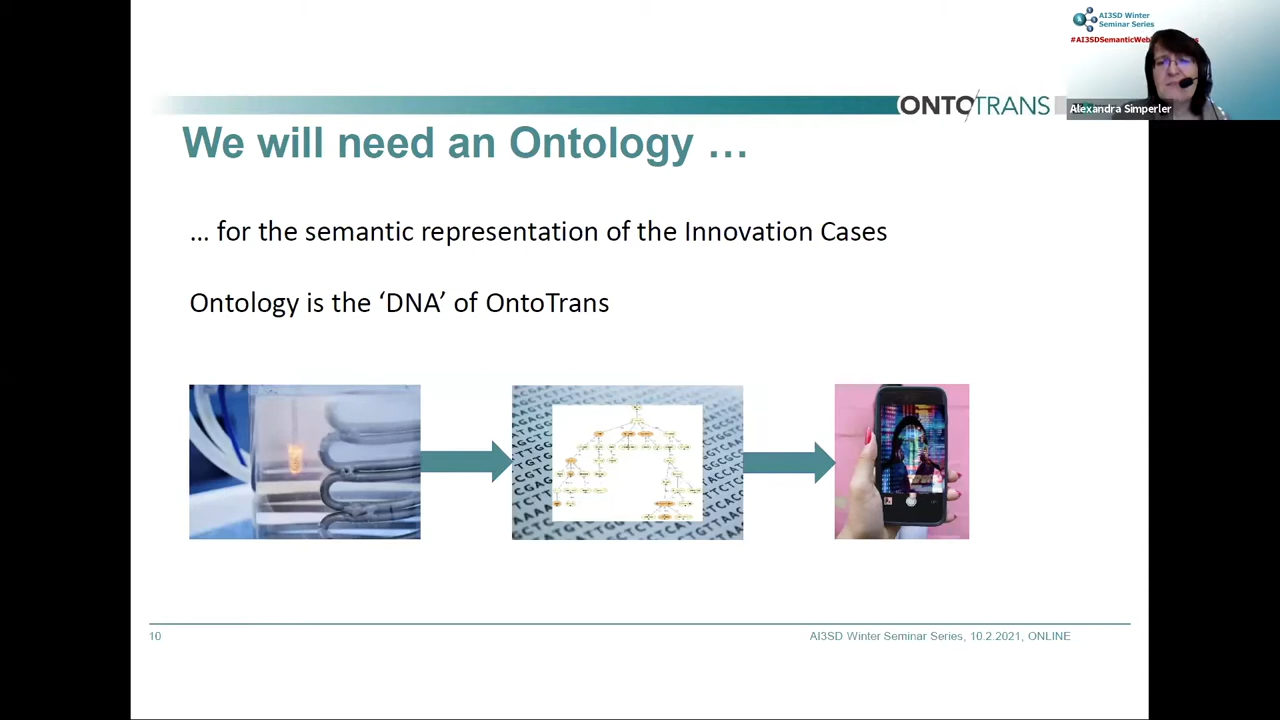 AI3SD Winter
Seminar Series
#AI3SDSemanticWeb
Alexandra Simperler
ONTOTRANS
We will need an Ontology …
… for the semantic representation of the Innovation Cases
Ontology is the ‘DNA’ of OntoTrans
10
AI3SD Winter Seminar Series, 10.2.2021, ONLINE